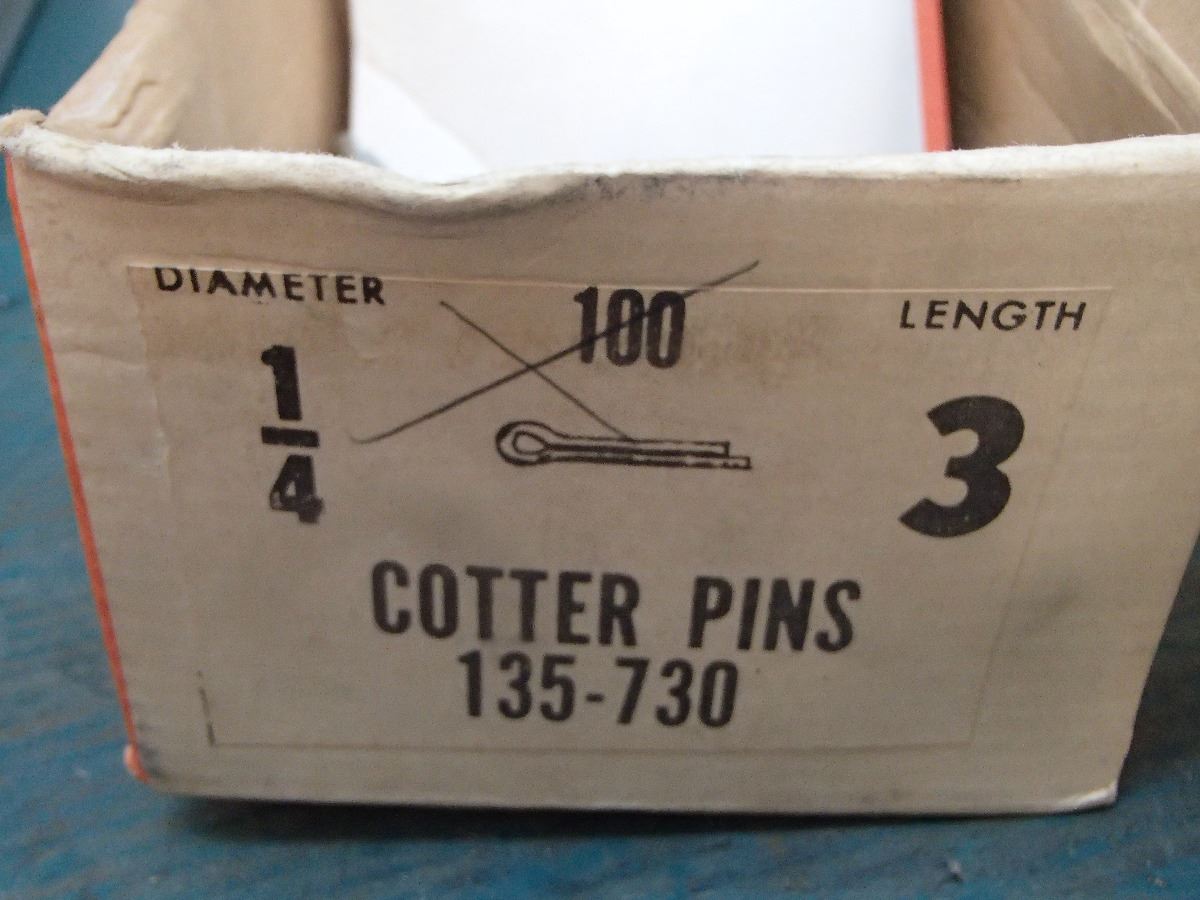 DIAMETER 100 LENGTH
1/4 3
COTTER PINS
135-730